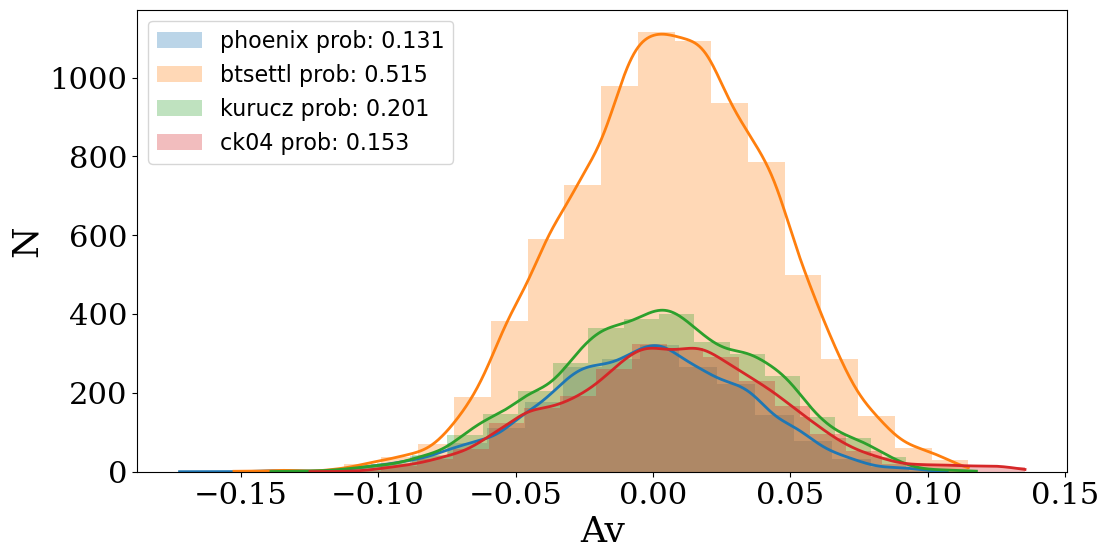 phoenix prob: 0.131
btsettl prob: 0.515
kurucz prob: 0.201
ck04 prob: 0.153
N
1000
800
600
400
200
0
−0.15 −0.10 −0.05 0.00 0.05 0.10 0.15
Av